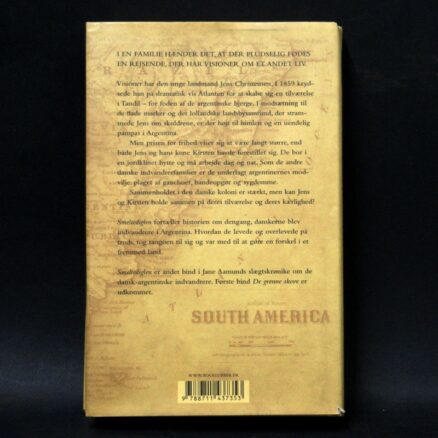 I EN FAMILIE HÆNDER DET, AT DER PLUDSELIG FØDES
EN REJSENDE, DER HAR VISIONER OM ET ANDET LIV.
Visioner har den unge landmand Jens Christensen. I 1859 kryd-
sede han på dramatisk vis Atlanten for at skabe sig en tilværelse
i Tandil – for foden af de argentinske bjerge. I modsætning til
de flade marker og det lollandske landsbysamfund, der stram-
mede Jens om skuldrene, er der højt til himlen og en uendelig
pampas i Argentina.
Men prisen for frihed viser sig at være langt større, end
både Jens og hans kone Kirsten havde forestillet sig. De bor i
en jordklinet hytte og må arbejde dag og nat. Som de andre
danske indvandrerfamilier er de underlagt argentinernes mod-
vilje, plaget af gauchoer, bandeopgør og sygdomme.
Sammenholdet i den danske koloni er stærkt, men kan Jens
og Kirsten holde sammen på deres tilværelse og deres kærlighed?
fortæller historien om dengang, danskerne blev
indvandrere i Argentina. Hvordan de levede og overlevede på
trods, tog tangoen til sig og var med til at gøre en forskel i et
fremmed land.
er andet bind i Jane Aamunds slægtskrønike om de
dansk-argentinske indvandrere. Første bind De grønne skove er
udkommet.
SOUTH AMERICA
9 788711 437353